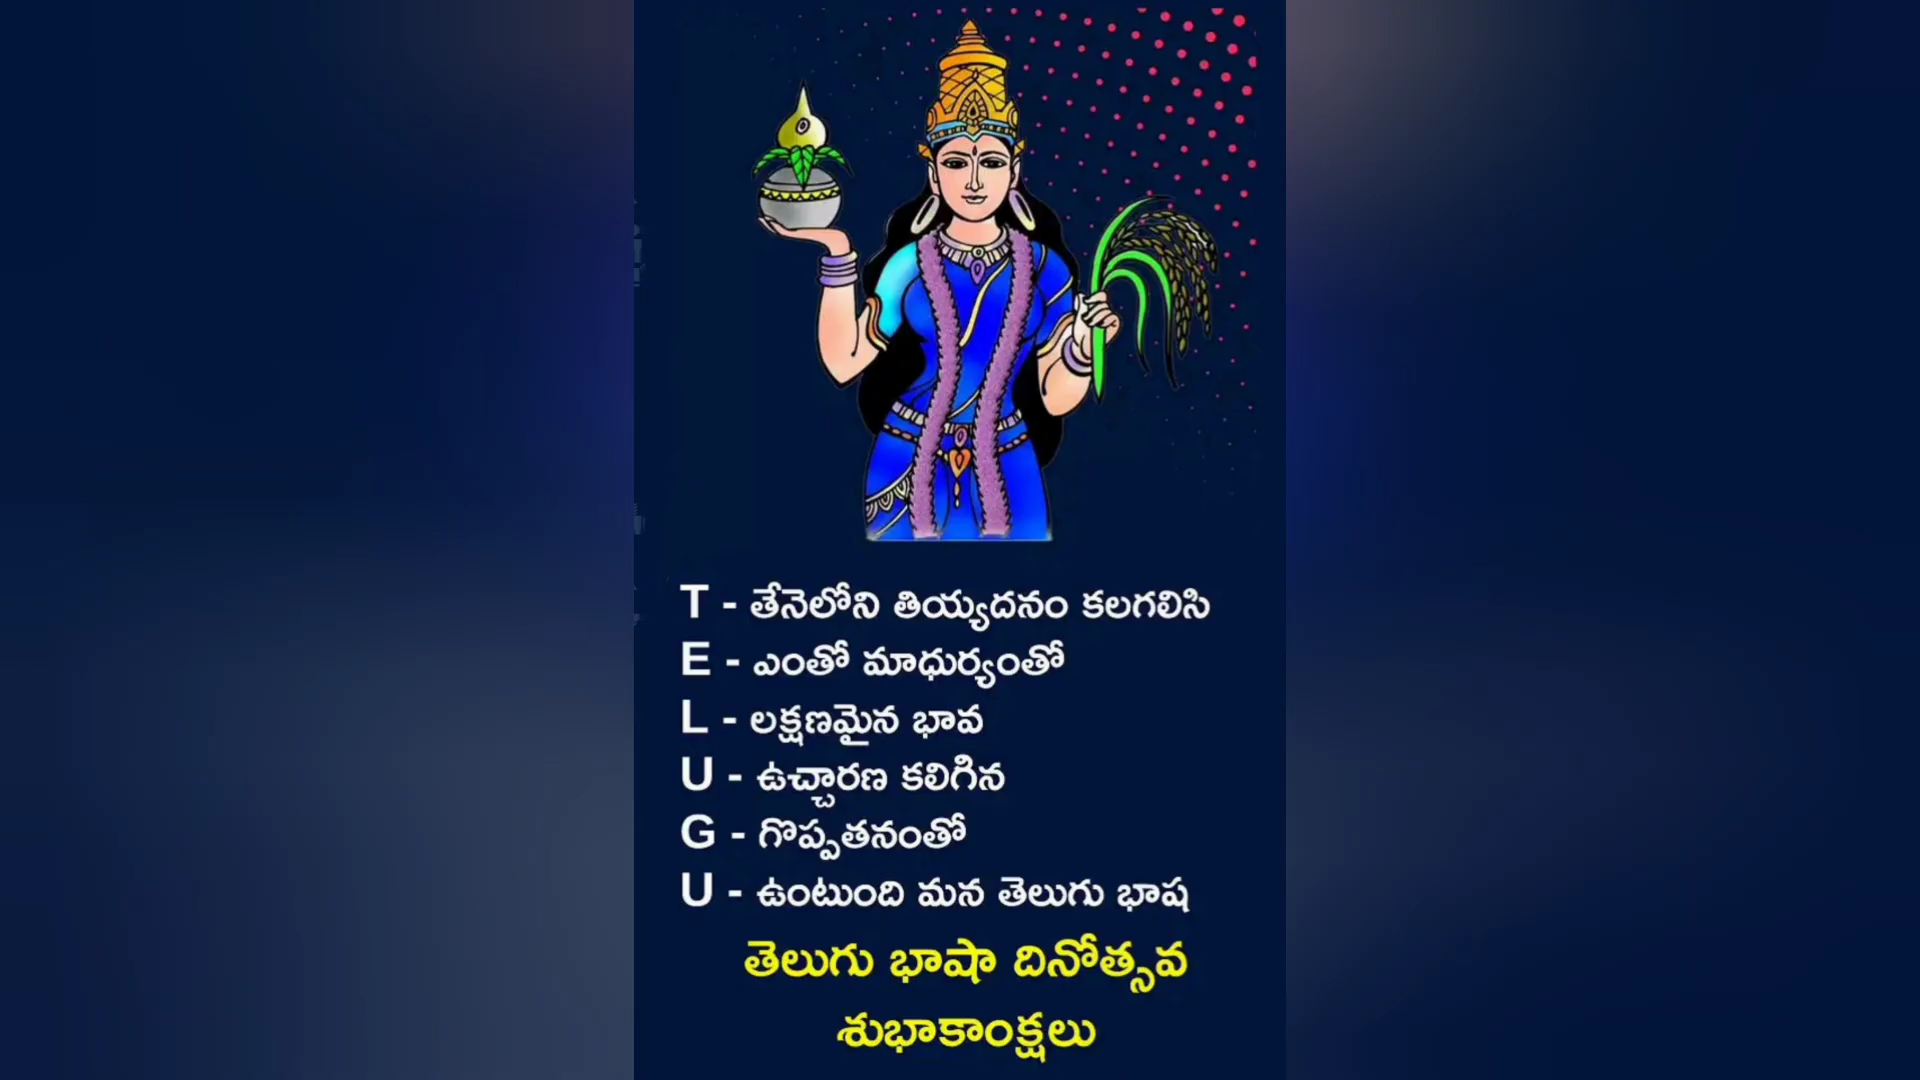 T - తేనెలోని తియ్యదనం కలగలిసి
E - ఎంతో మాధుర్యంతో
L - లక్షణమైన భావ
U - ఉచ్చారణ కలిగిన
G - గొప్పతనంతో
U - ఉంటుంది మన తెలుగు భాష
తెలుగు భాషా దినోత్సవ
శుభాకాంక్షలు